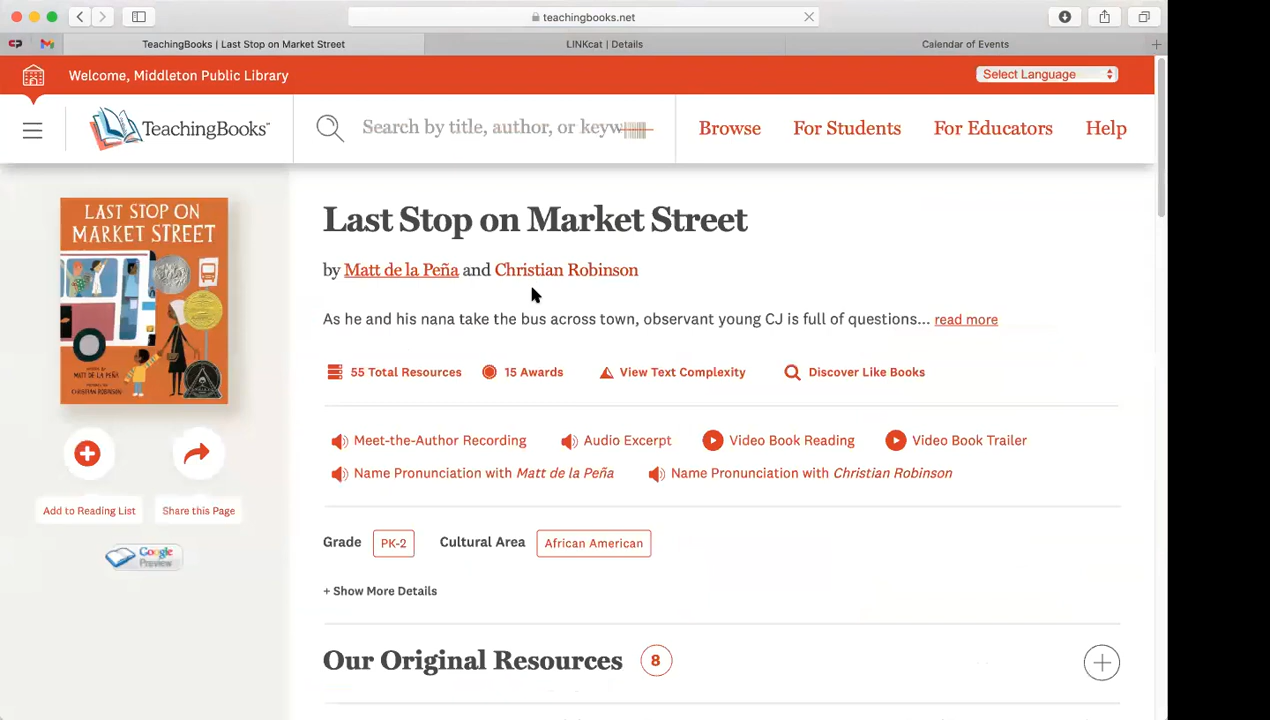 teachingbooks.net
TeachingBooks | Last Stop on Market Street
LINKcat | Details
Calendar of Events
Welcome, Middleton Public Library
Select Language
TeachingBooks
Search by title, author, or keyw
Browse
For Students
For Educators
Help
LAST STOP ON
MARKET STREET
MATT DE LA PEÑA
CHRISTIAN ROBINSON
Add to Reading List
Share this Page
Google
Preview
Last Stop on Market Street
by Matt de la Peña and Christian Robinson
As he and his nana take the bus across town, observant young CJ is full of questions... read more
55 Total Resources
15 Awards
View Text Complexity
Discover Like Books
Meet-the-Author Recording
Audio Excerpt
Video Book Reading
Video Book Trailer
Name Pronunciation with Matt de la Peña
Name Pronunciation with Christian Robinson
Grade PK-2
Cultural Area African American
+ Show More Details
Our Original Resources 8